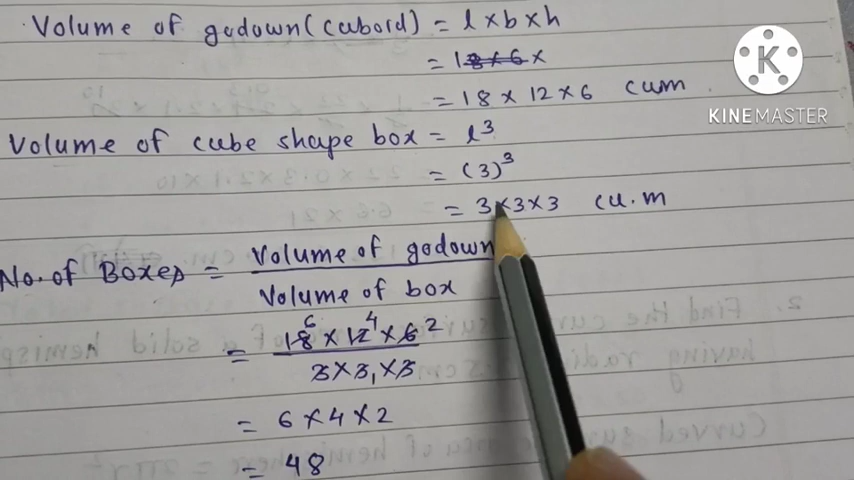 Volume of godown (cuboid) = l × b × h
= 18 × 6 ×
= 18 × 12 × 6 cum
K
KINEMASTER
Volume of cube shape box = l³
= (3)³
= 3 × 3 × 3 cu.m
No. of Boxes = Volume of godown
Volume of box
= 18 6 × 12 4 × 6 2
3 × 3 1 × 3
= 6 × 4 × 2
= 48